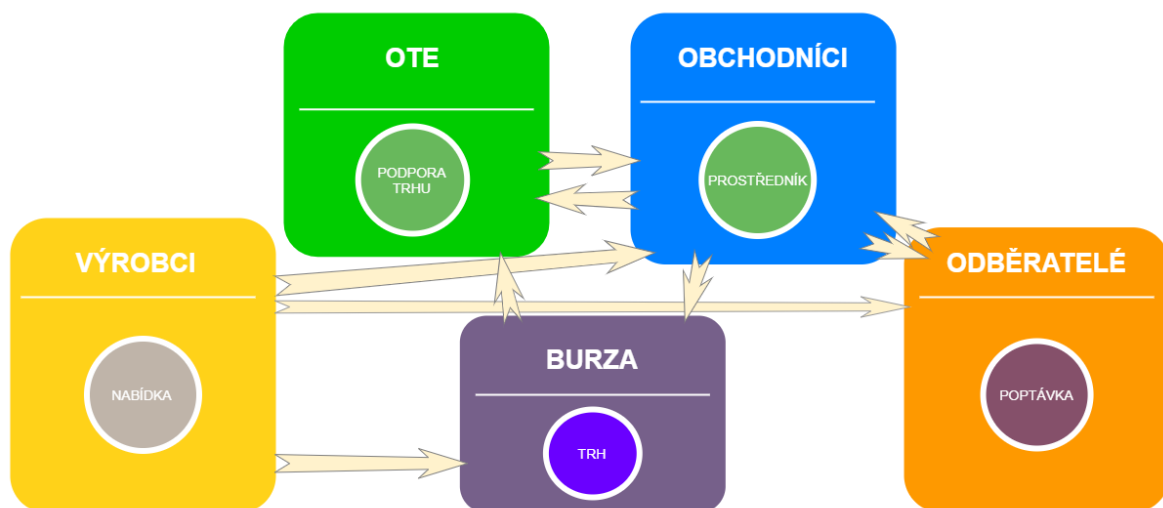 OTE
PODPORA
TRHU
OBCHODNÍCI
PROSTŘEDNÍK
VÝROBCI
NABÍDKA
BURZA
TRH
ODBĚRATELÉ
POPTÁVKA